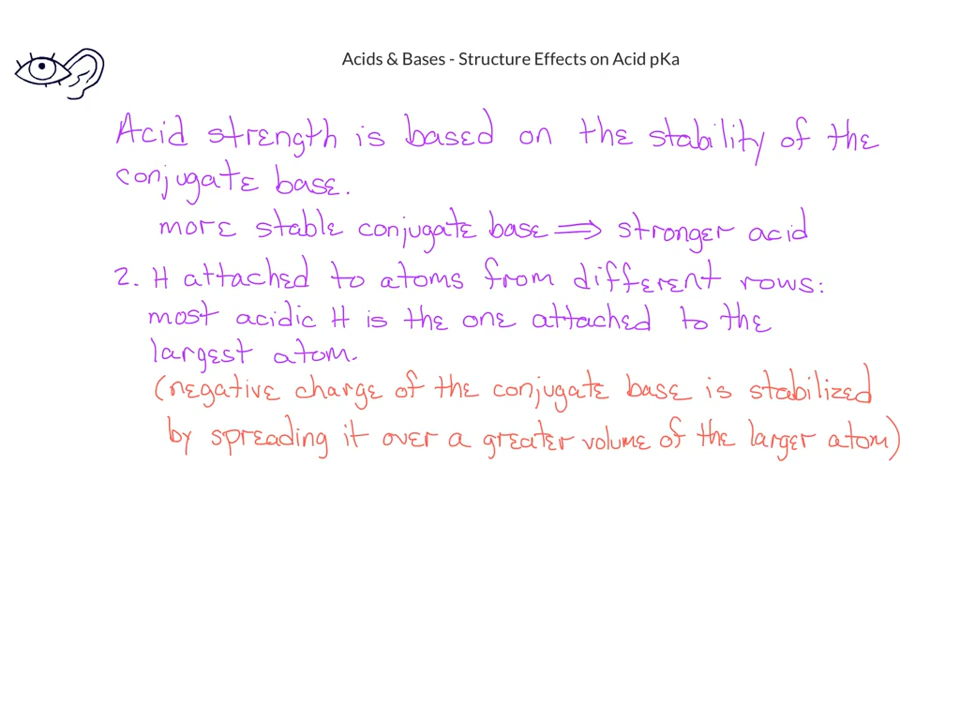 Acids & Bases - Structure Effects on Acid pKa
Acid strength is based on the stability of the
conjugate base.
more stable conjugate base ⟹ stronger acid
2. H attached to atoms from different rows:
most acidic H is the one attached to the
largest atom.
(negative charge of the conjugate base is stabilized
by spreading it over a greater volume of the larger atom)